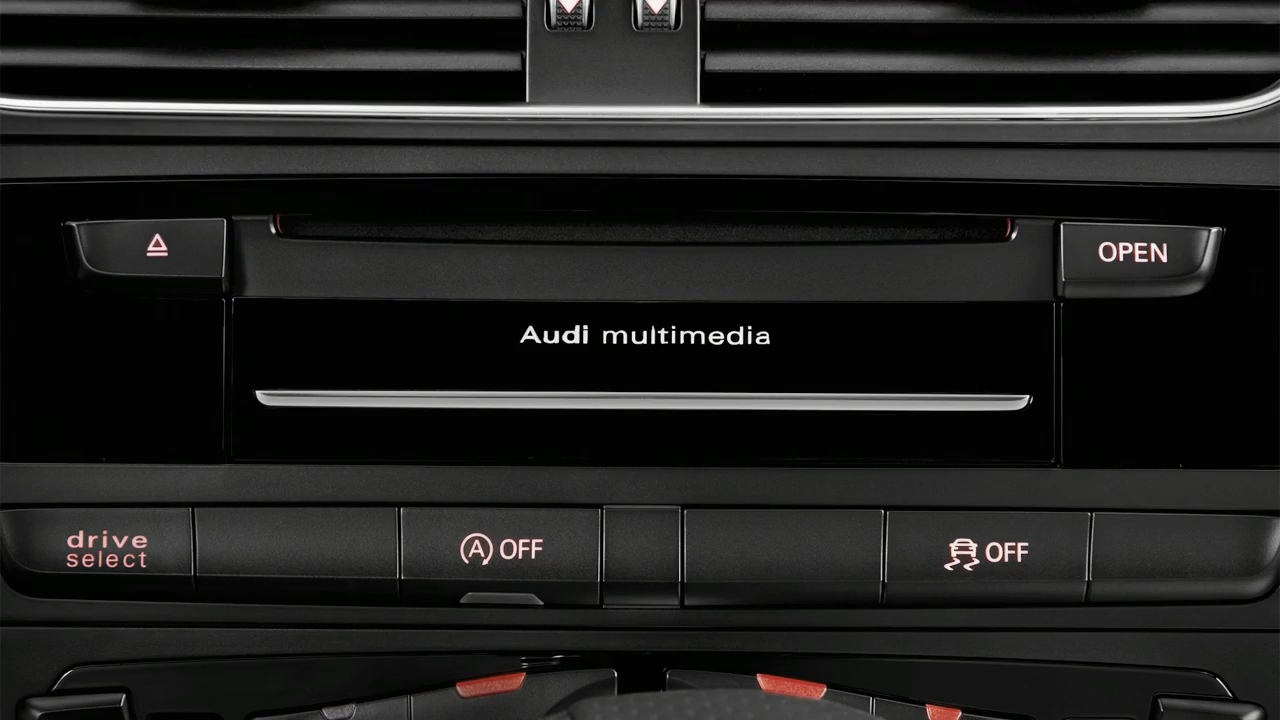 OPEN
Audi multimedia
drive
select
A OFF
OFF